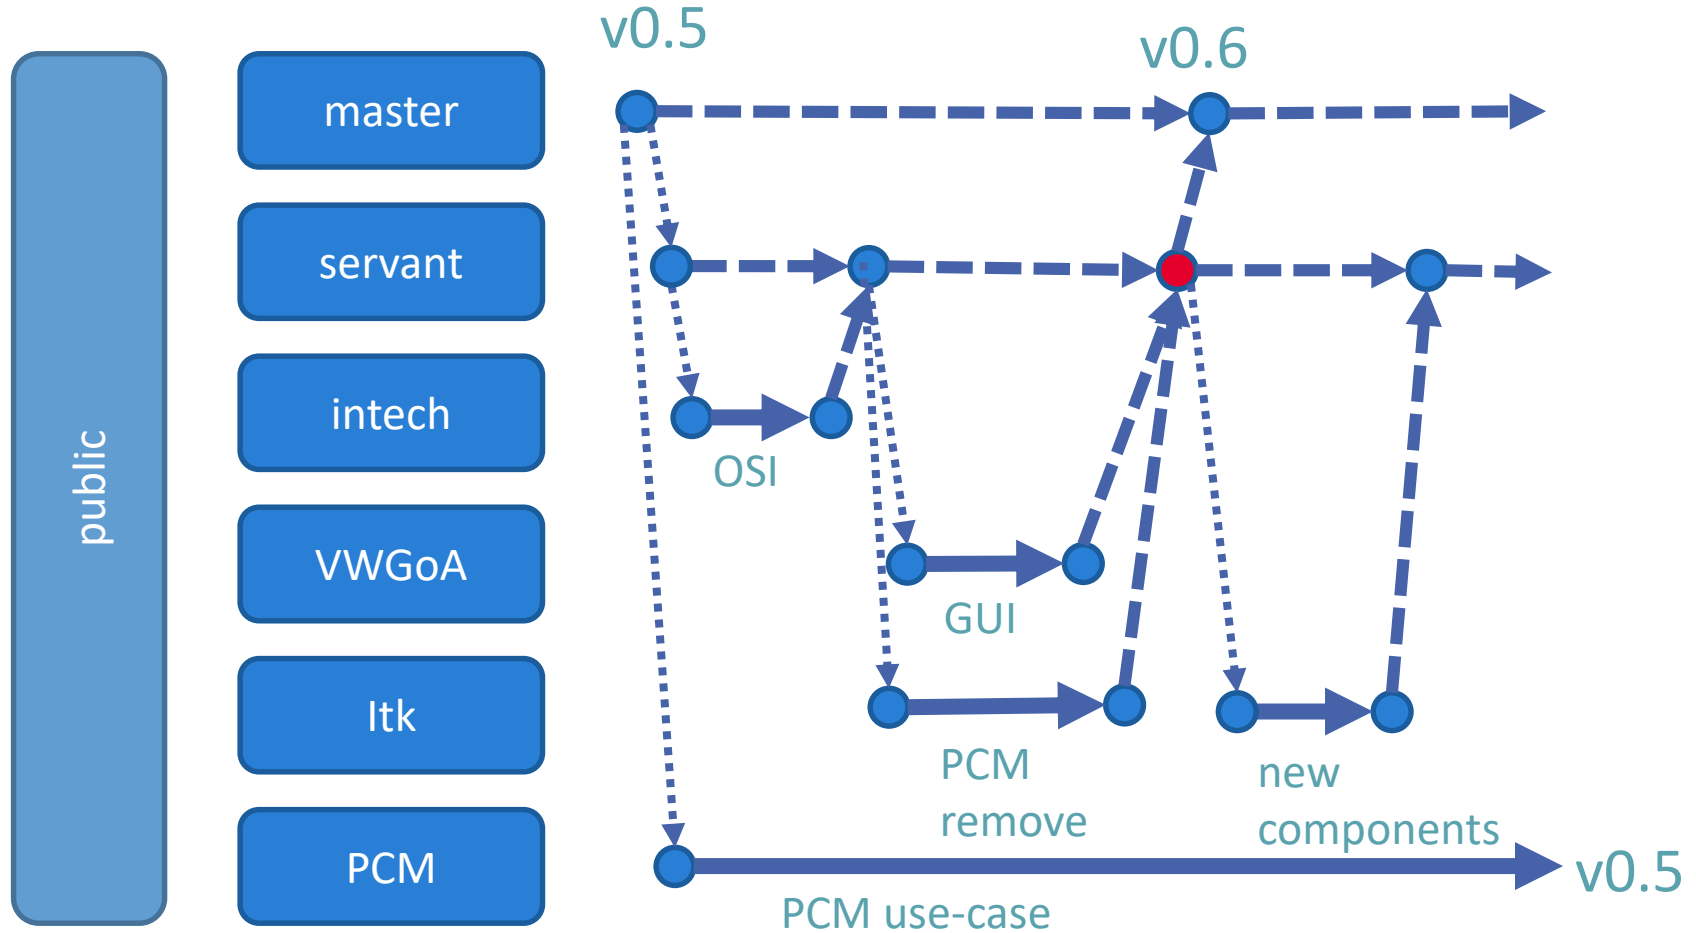 v0.5
v0.6
public
master
servant
intech
OSI
VWGoA
GUI
Itk
PCM
remove
new
components
PCM
v0.5
PCM use-case